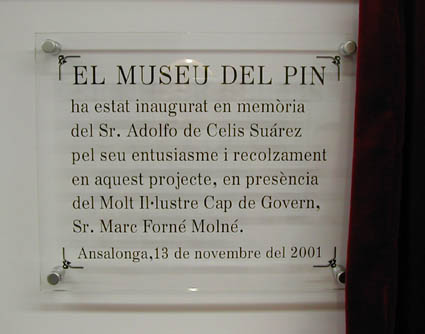 EL MUSEU DEL PIN
ha estat inaugurat en memòria
del Sr. Adolfo de Celis Suárez
pel seu entusiasme i recolzament
en aquest projecte, en presència
del Molt Il·lustre Cap de Govern,
Sr. Marc Forné Molné.
Ansalonga,13 de novembre del 2001